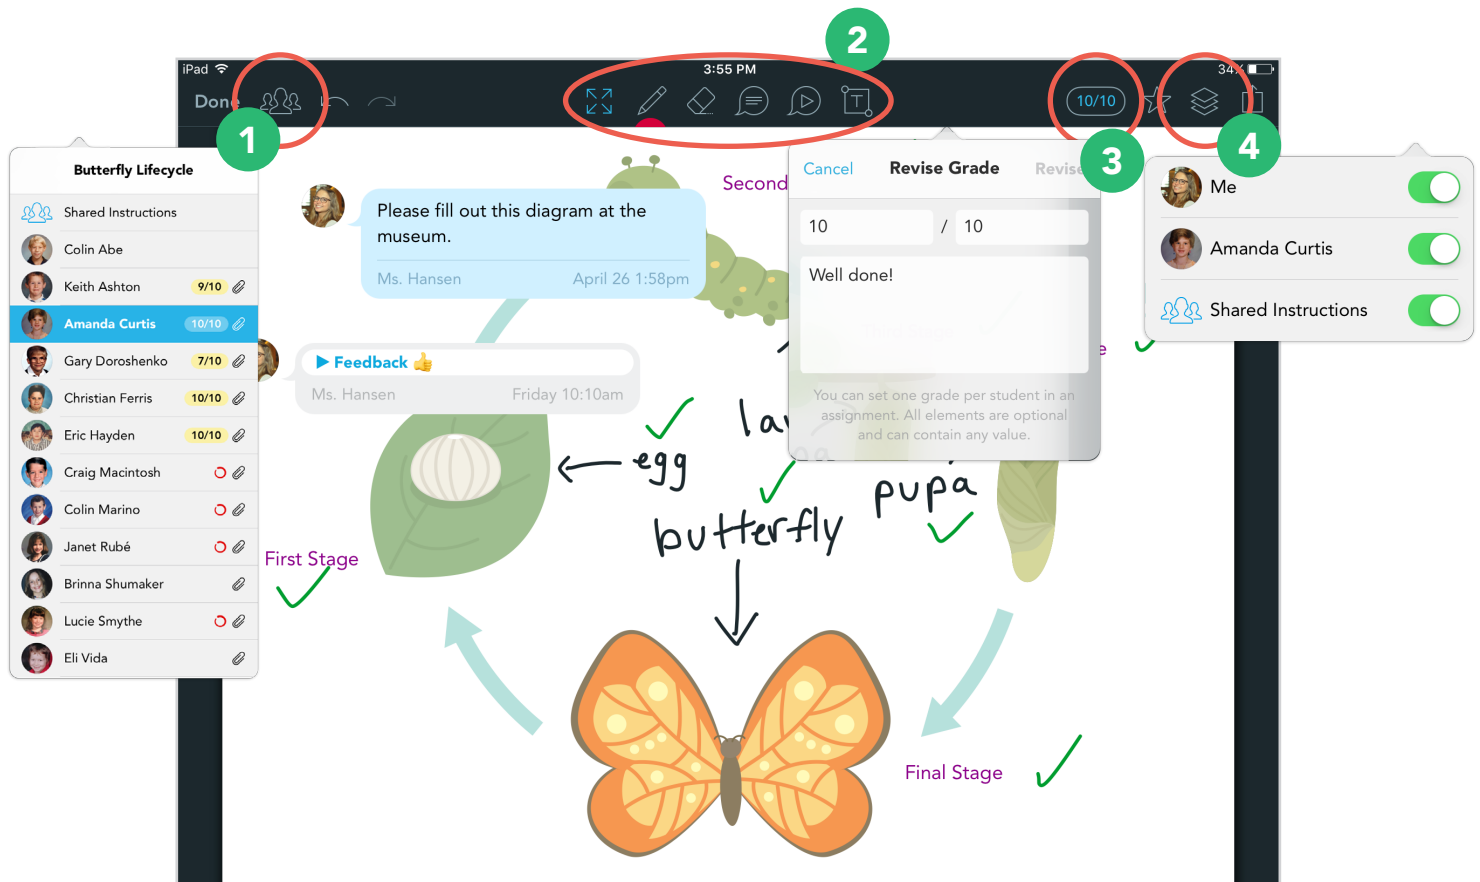 2
iPad
3:55 PM
34%
Done
T
10/10
1
3
4
Butterfly Lifecycle
Shared Instructions
Colin Abe
Keith Ashton 9/10
Amanda Curtis 10/10
Gary Doroshenko 7/10
Christian Ferris 10/10
Eric Hayden 10/10
Craig Macintosh
Colin Marino
Janet Rubé
Brinna Shumaker
Lucie Smythe
Eli Vida
Please fill out this diagram at the
museum.
Ms. Hansen April 26 1:58pm
Feedback 👍
Ms. Hansen Friday 10:10am
Second
Cancel Revise Grade Revise
10 / 10
Well done!
You can set one grade per student in an
assignment. All elements are optional
and can contain any value.
Me
Amanda Curtis
Shared Instructions
e
la
egg
pupa
butterfly
First Stage
Final Stage